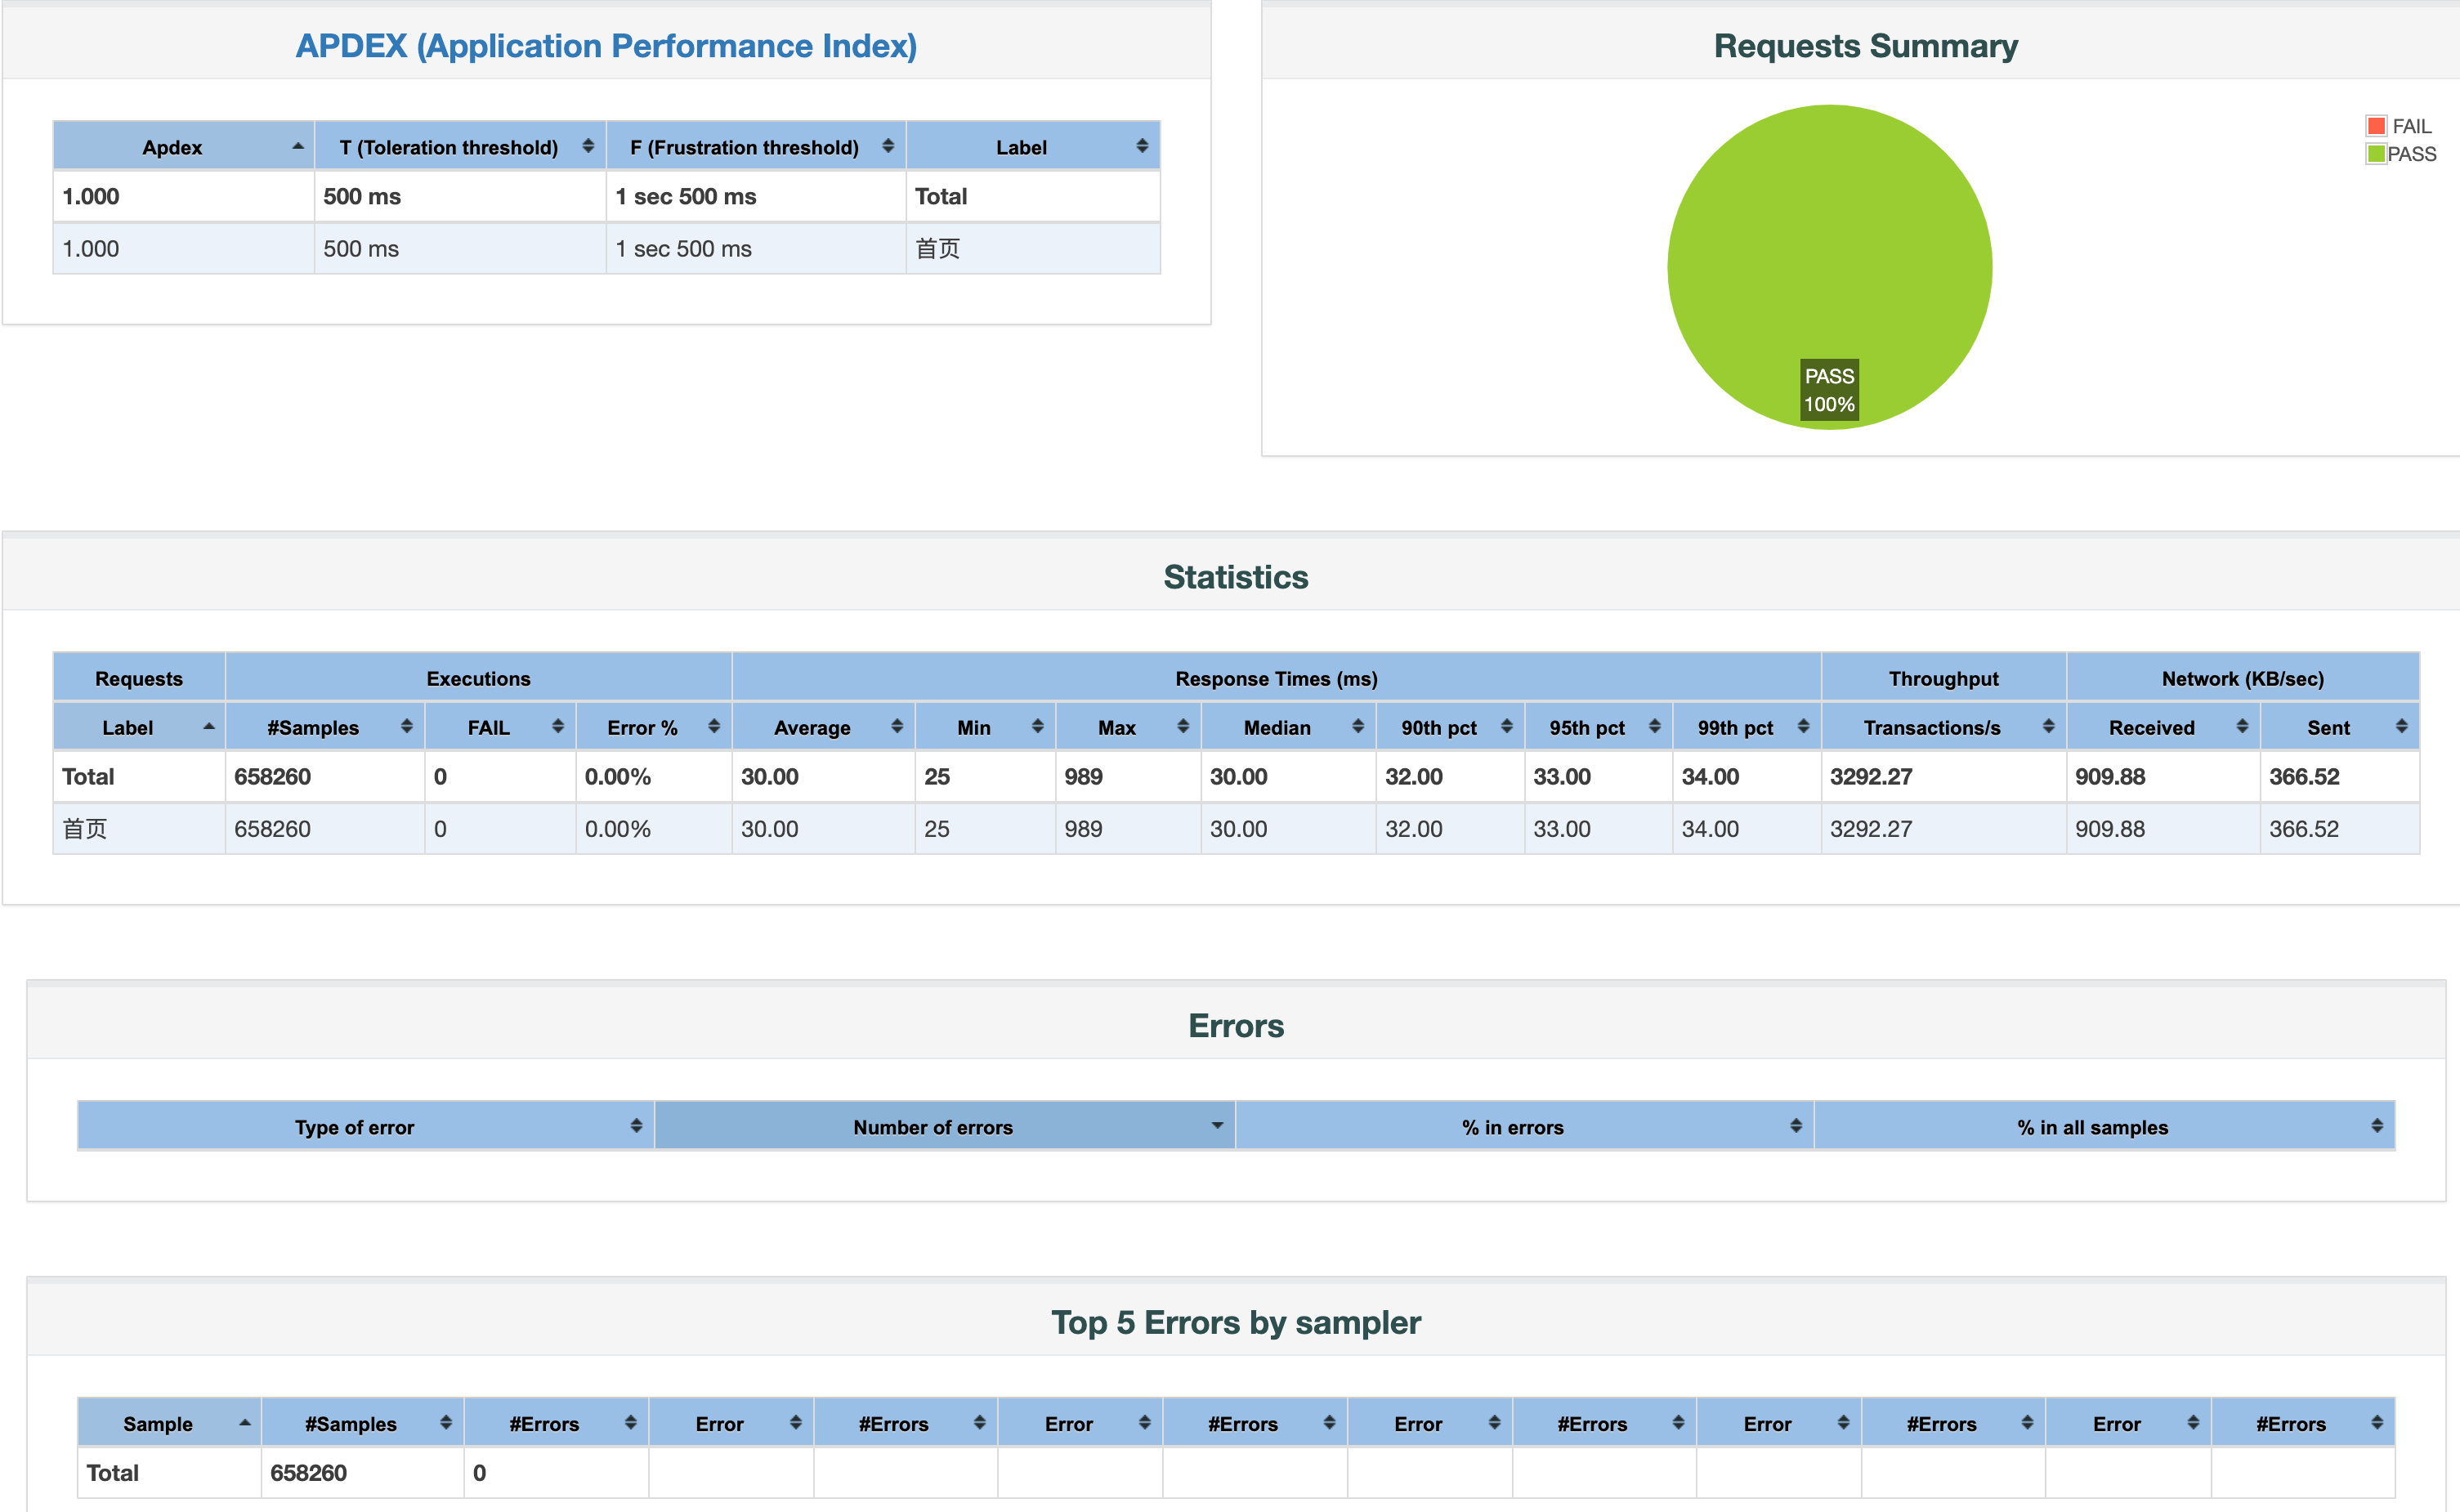 APDEX (Application Performance Index)
Apdex T (Toleration threshold) F (Frustration threshold) Label
1.000 500 ms 1 sec 500 ms Total
1.000 500 ms 1 sec 500 ms 首页
Requests Summary
FAIL
PASS
PASS
100%
Statistics
Requests Executions Response Times (ms) Throughput Network (KB/sec)
Label #Samples FAIL Error % Average Min Max Median 90th pct 95th pct 99th pct Transactions/s Received Sent
Total 658260 0 0.00% 30.00 25 989 30.00 32.00 33.00 34.00 3292.27 909.88 366.52
首页 658260 0 0.00% 30.00 25 989 30.00 32.00 33.00 34.00 3292.27 909.88 366.52
Errors
Type of error Number of errors % in errors % in all samples
Top 5 Errors by sampler
Sample #Samples #Errors Error #Errors Error #Errors Error #Errors Error #Errors Error #Errors
Total 658260 0